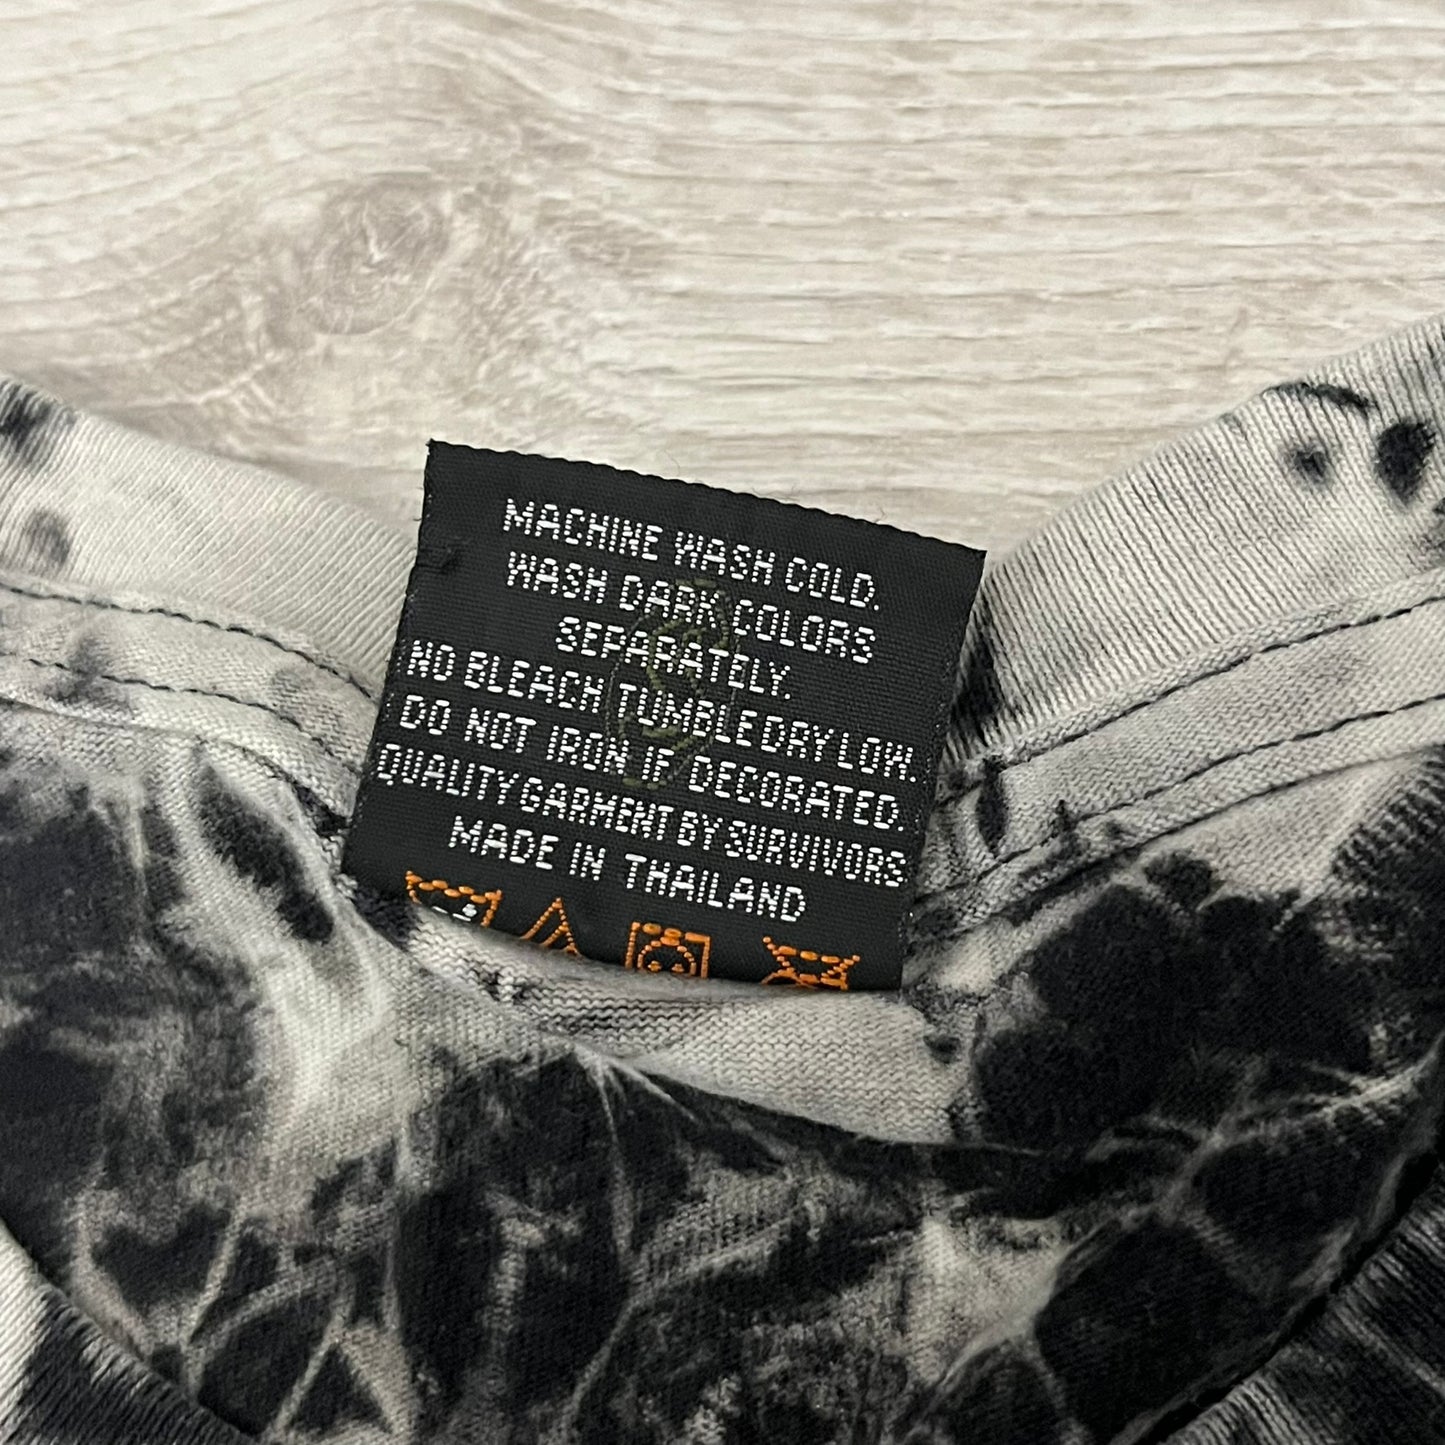 MACHINE WASH COLD.
WASH DARK COLORS
SEPARATELY.
NO BLEACH TUMBLE DRY LOW.
DO NOT IRON IF DECORATED.
QUALITY GARMENT BY SURVIVORS
MADE IN THAILAND